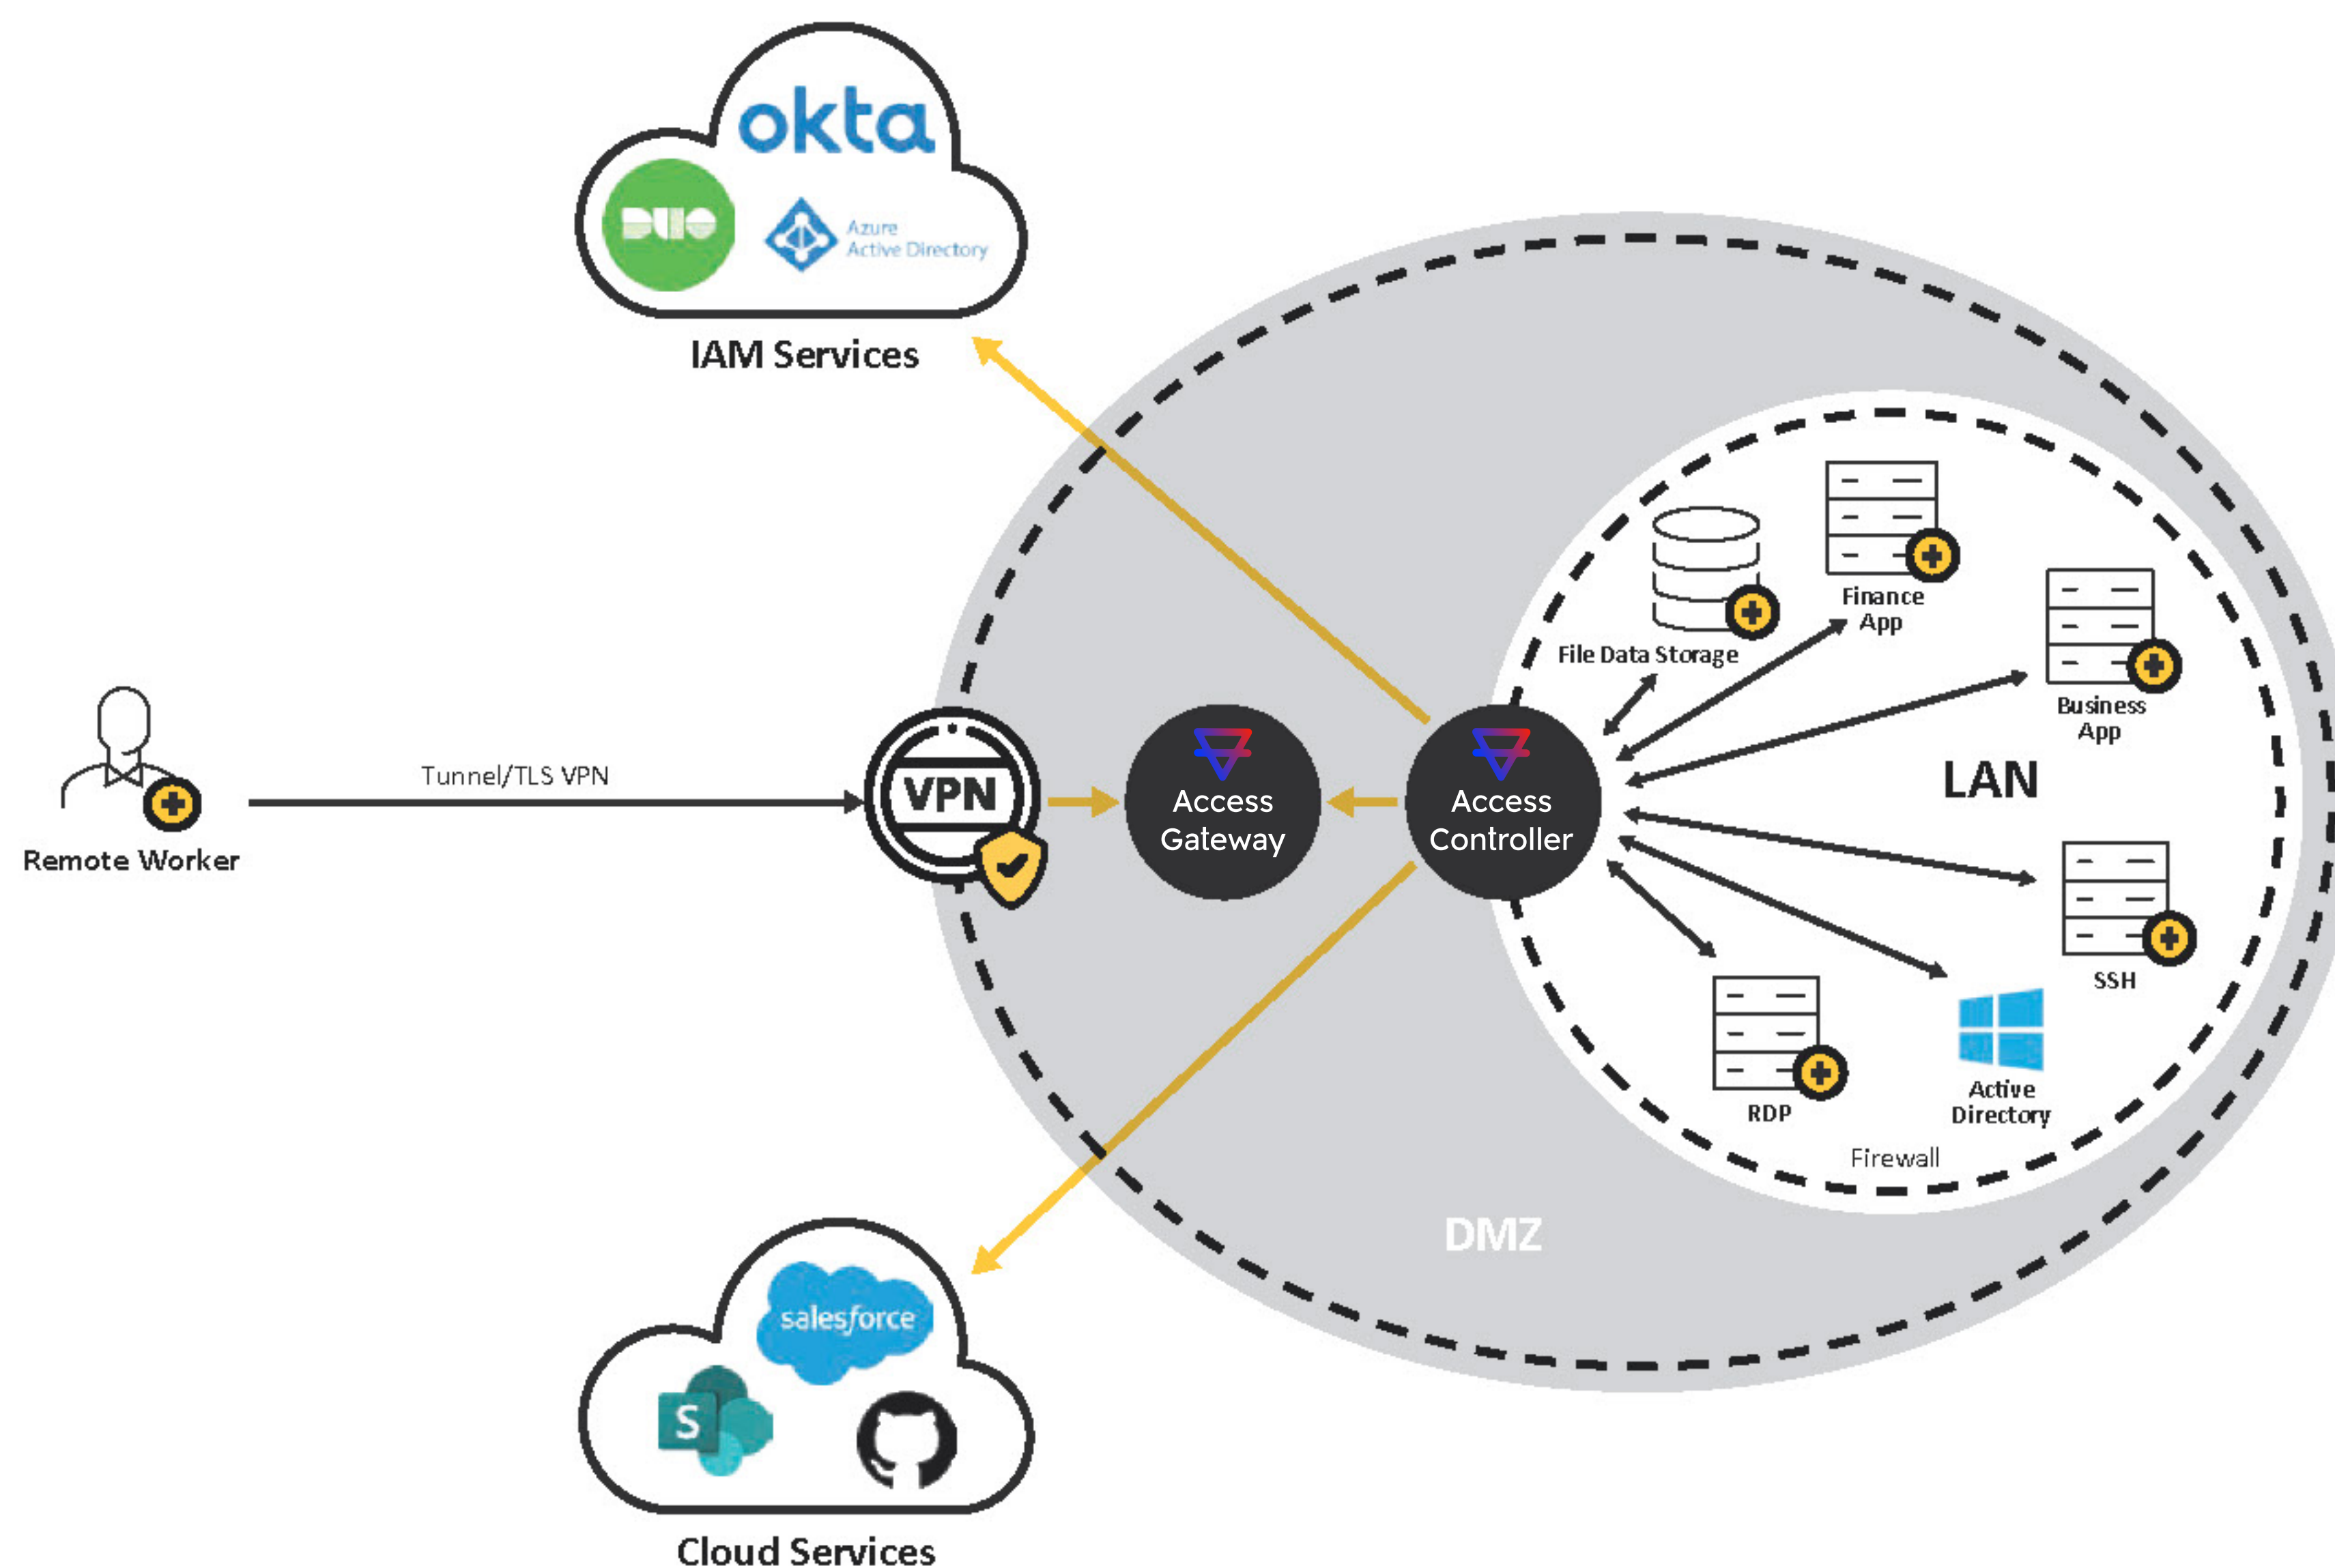 okta
DUO
Azure
Active Directory
IAM Services
Finance
App
File Data Storage
Business
App
LAN
Tunnel/TLS VPN
VPN
Access
Gateway
Access
Controller
Remote Worker
SSH
RDP
Active
Directory
Firewall
DMZ
salesforce
S
Cloud Services